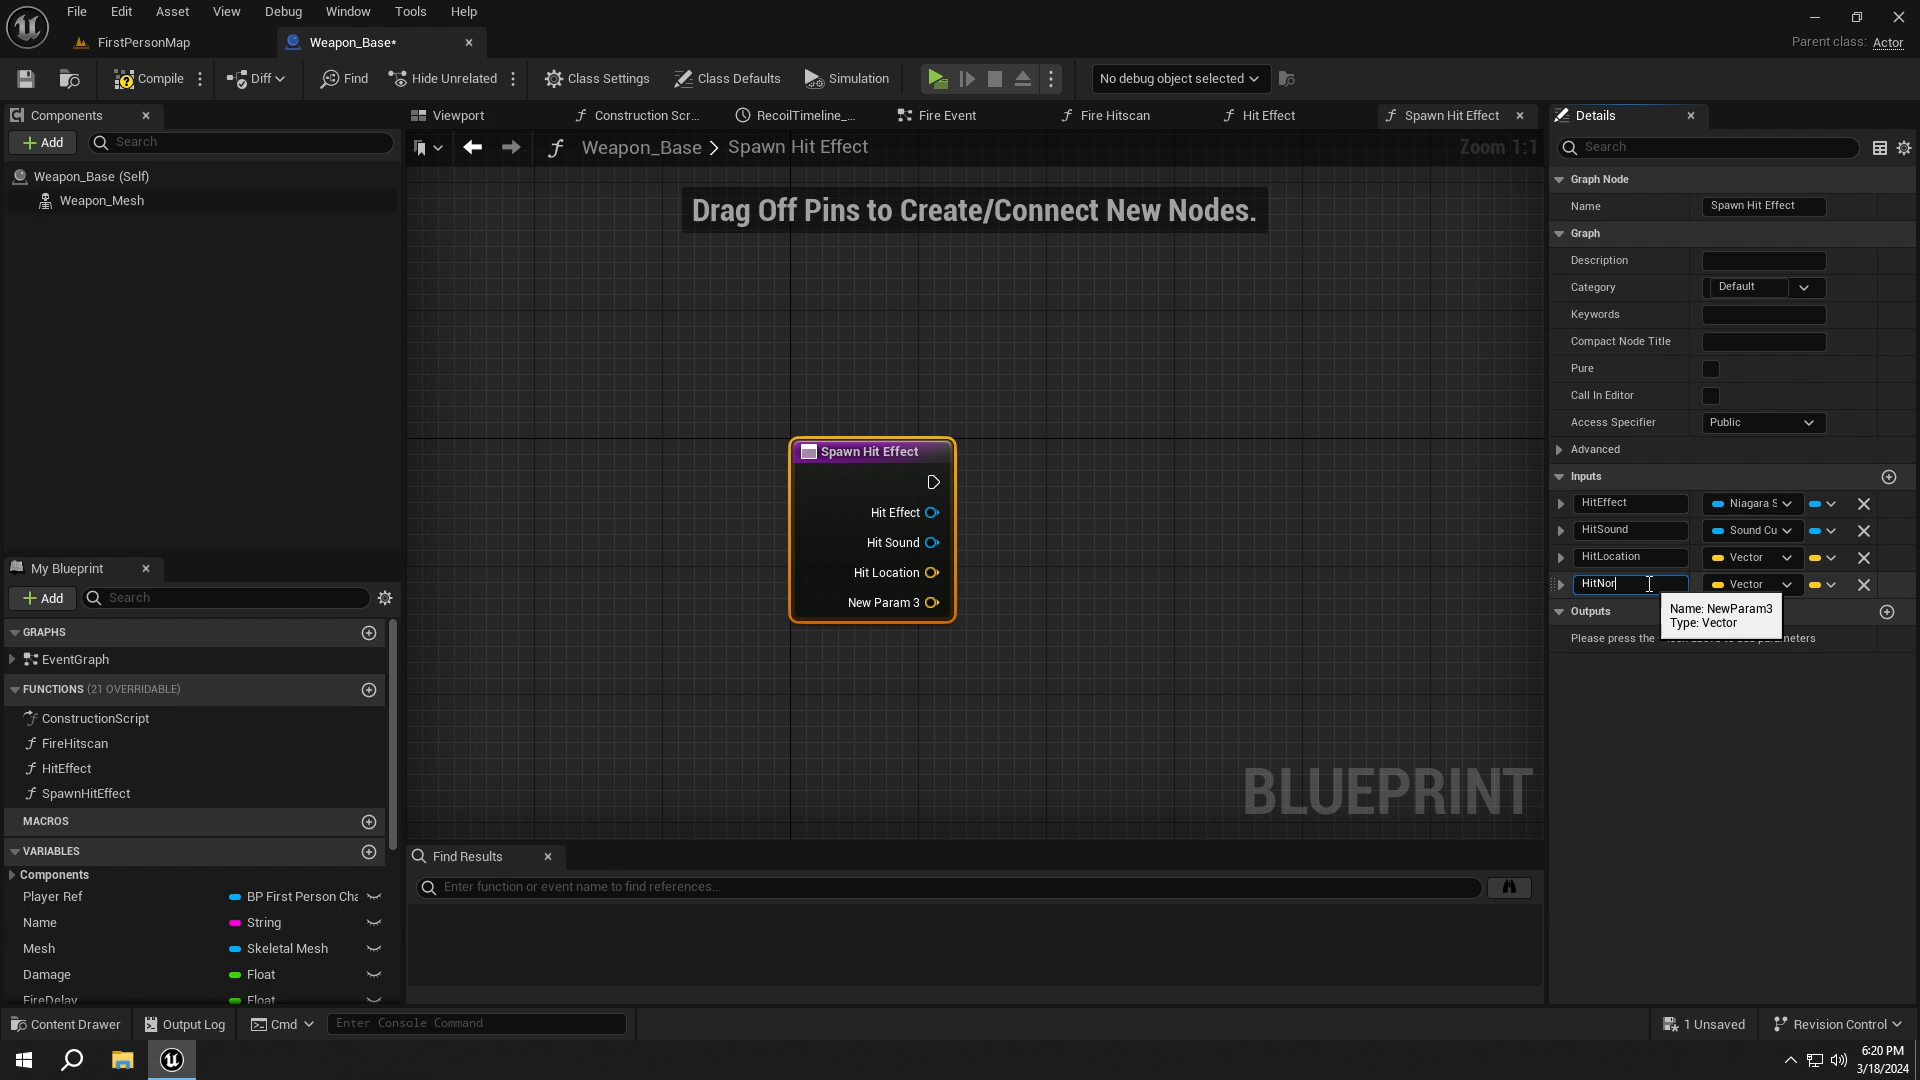 File Edit Asset View Debug Window Tools Help
FirstPersonMap
Weapon_Base*
Parent class: Actor
Compile
Diff
Find
Hide Unrelated
Class Settings
Class Defaults
Simulation
No debug object selected
Components
Add
Search
Weapon_Base (Self)
Weapon_Mesh
Viewport
Construction Scr...
RecoilTimeline_...
Fire Event
Fire Hitscan
Hit Effect
Spawn Hit Effect
Weapon_Base > Spawn Hit Effect
Zoom 1:1
Drag Off Pins to Create/Connect New Nodes.
Spawn Hit Effect
Hit Effect
Hit Sound
Hit Location
New Param 3
BLUEPRINT
My Blueprint
Add
Search
GRAPHS
EventGraph
FUNCTIONS (21 OVERRIDABLE)
ConstructionScript
FireHitscan
HitEffect
SpawnHitEffect
MACROS
VARIABLES
Components
Player Ref BP First Person Cha
Name String
Mesh Skeletal Mesh
Damage Float
FireDelay Float
Find Results
Enter function or event name to find references...
Details
Search
Graph Node
Name Spawn Hit Effect
Graph
Description
Category Default
Keywords
Compact Node Title
Pure
Call In Editor
Access Specifier Public
Advanced
Inputs
HitEffect Niagara S
HitSound Sound Cu
HitLocation Vector
HitNor Vector
Name: NewParam3
Type: Vector
Outputs
Please press the
Content Drawer
Output Log
Cmd
Enter Console Command
1 Unsaved
Revision Control
6:20 PM
3/18/2024